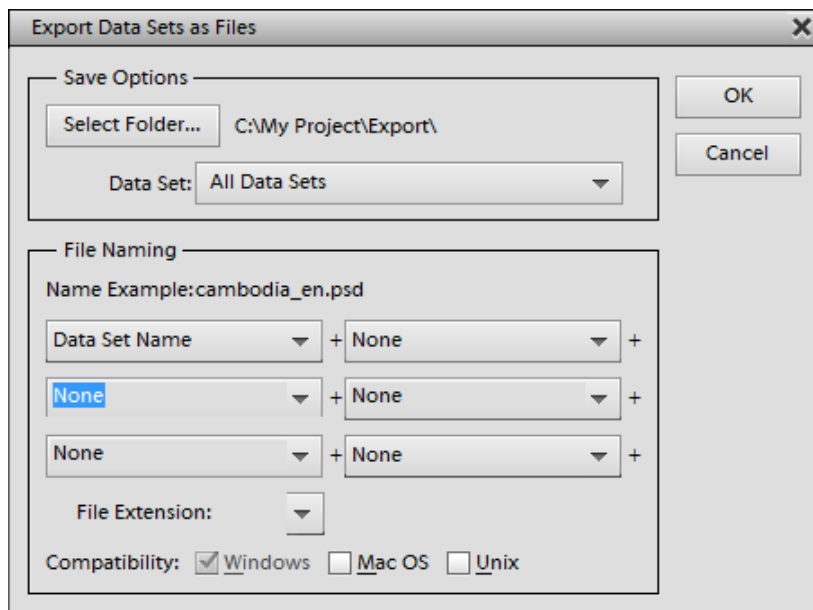 Export Data Sets as Files
Save Options
Select Folder... C:\My Project\Export\
Data Set: All Data Sets
OK
Cancel
File Naming
Name Example:cambodia_en.psd
Data Set Name + None +
None + None +
None + None +
File Extension:
Compatibility: Windows Mac OS Unix